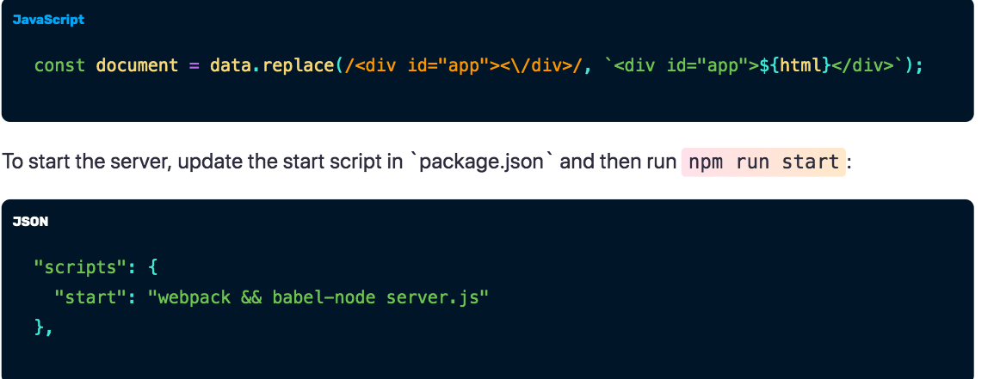 JavaScript
const document = data.replace(/<div id="app"><\/div>/, `<div id="app">${html}</div>`);
To start the server, update the start script in `package.json` and then run npm run start:
JSON
"scripts": {
  "start": "webpack && babel-node server.js"
},